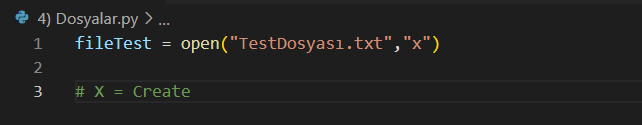 4) Dosyalar.py > ...
1 fileTest = open("TestDosyası.txt","x")
2
3 # X = Create